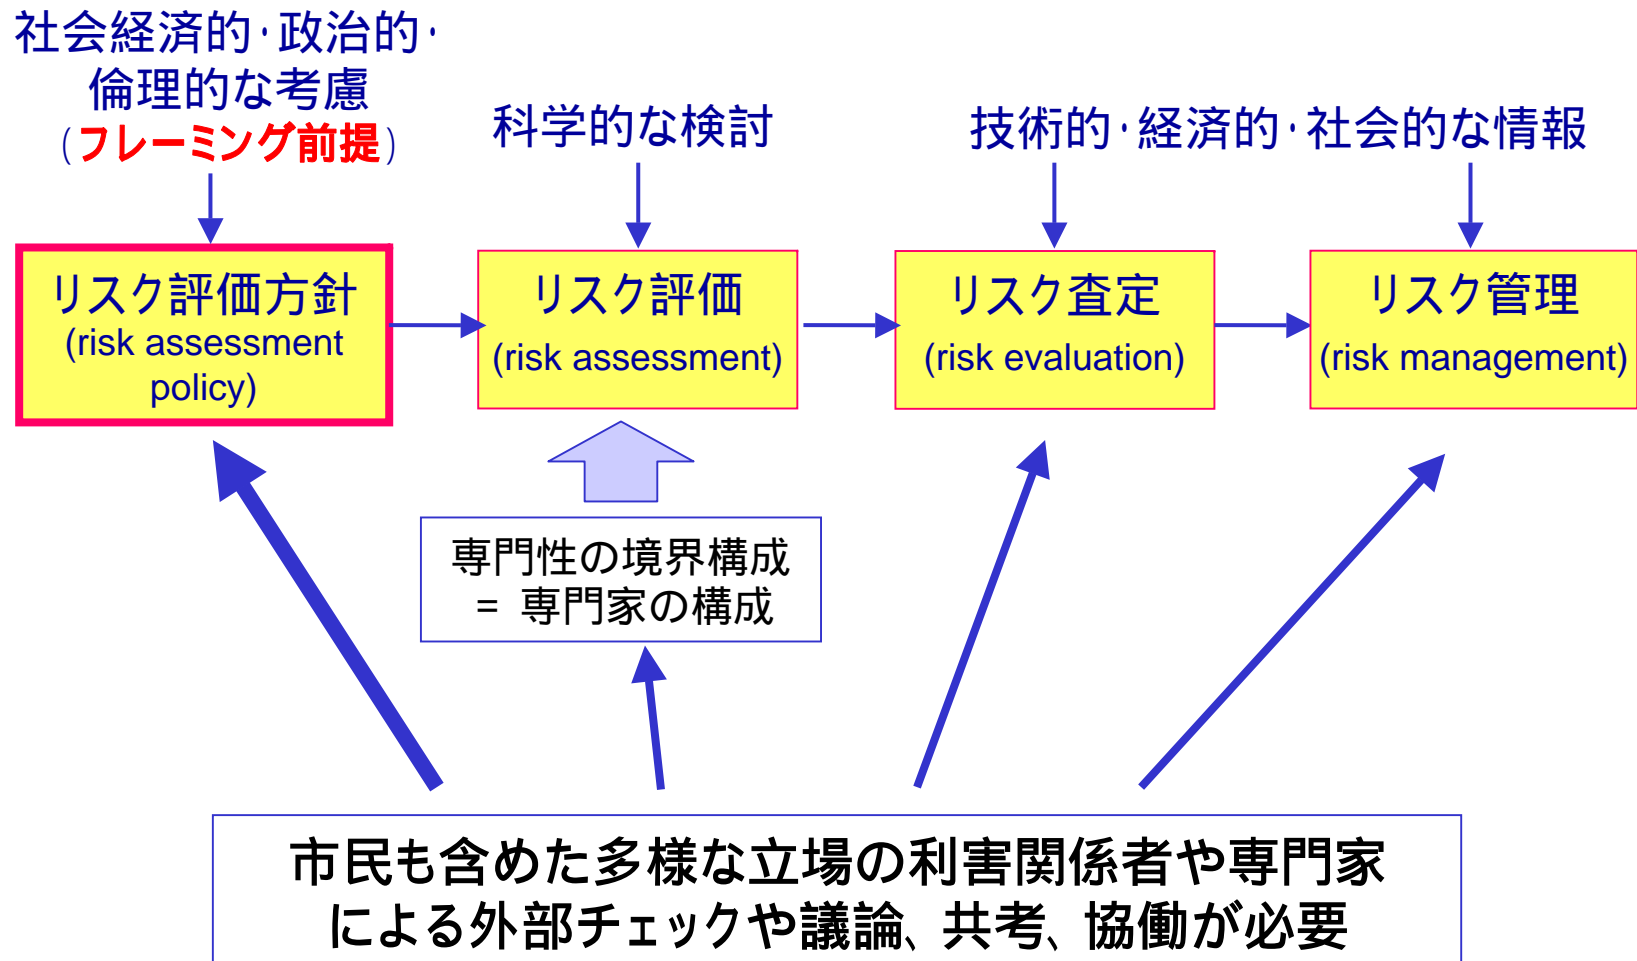 社会経済的・政治的・
倫理的な考慮
(フレーミング前提)
科学的な検討
技術的・経済的・社会的な情報
リスク評価方針
(risk assessment
policy)
リスク評価
(risk assessment)
リスク査定
(risk evaluation)
リスク管理
(risk management)
専門性の境界構成
= 専門家の構成
市民も含めた多様な立場の利害関係者や専門家
による外部チェックや議論、共考、協働が必要